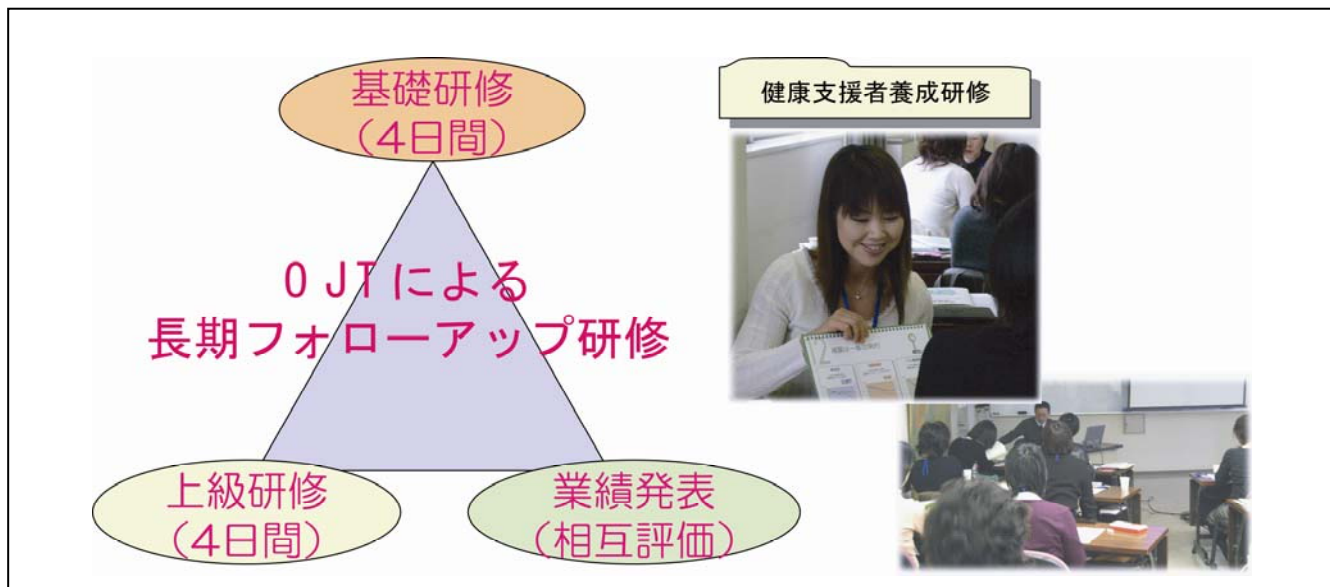 基礎研修
(4日間)
健康支援者養成研修
0 JTによる
長期フォローアップ研修
上級研修
(4日間)
業績発表
(相互評価)